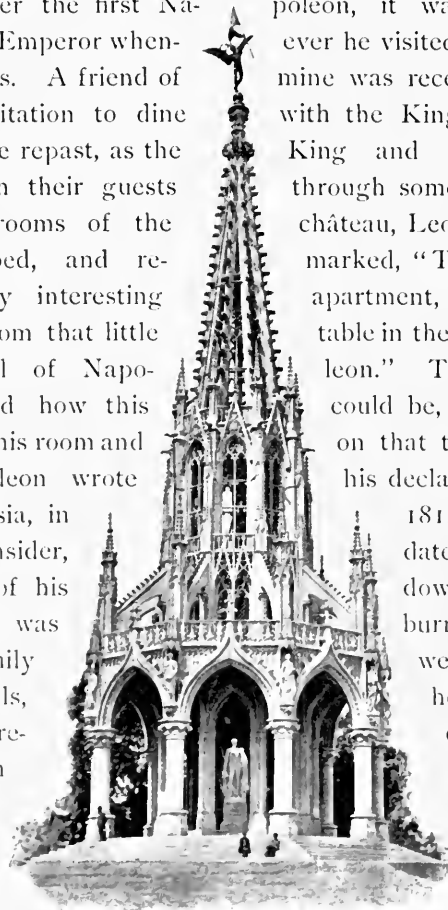 er the first Na- poleon, it wa
Emperor when- ever he visited
s. A friend of mine was rece
itation to dine with the King
e repast, as the King and
n their guests through some
rooms of the château, Leo
ped, and re- marked, “T
y interesting apartment,
om that little table in the
l of Napo- leon.” T
d how this could be,
his room and on that t
leon wrote his decla
sia, in 181
nsider, date
of his dow
was burn
ily we
ls, h
re-
n